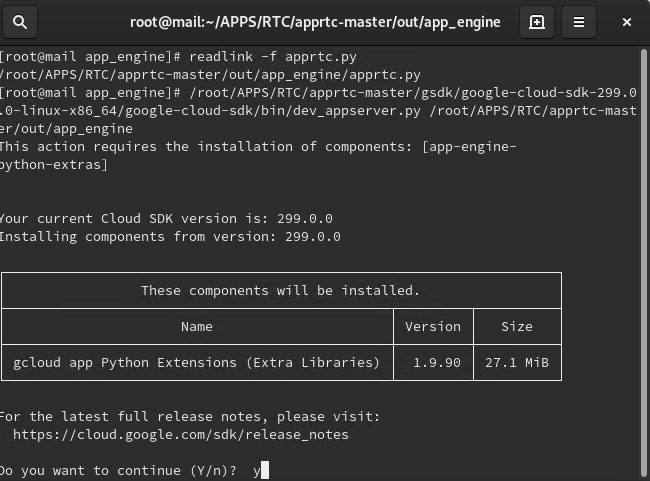 root@mail:~/APPS/RTC/apprtc-master/out/app_engine
[root@mail app_engine]# readlink -f apprtc.py
/root/APPS/RTC/apprtc-master/out/app_engine/apprtc.py
[root@mail app_engine]# /root/APPS/RTC/apprtc-master/gsdk/google-cloud-sdk-299.0
.0-linux-x86_64/google-cloud-sdk/bin/dev_appserver.py /root/APPS/RTC/apprtc-mast
er/out/app_engine
This action requires the installation of components: [app-engine-
python-extras]
Your current Cloud SDK version is: 299.0.0
Installing components from version: 299.0.0
These components will be installed.
Name Version Size
gcloud app Python Extensions (Extra Libraries) 1.9.90 27.1 MiB
For the latest full release notes, please visit:
https://cloud.google.com/sdk/release_notes
Do you want to continue (Y/n)? y